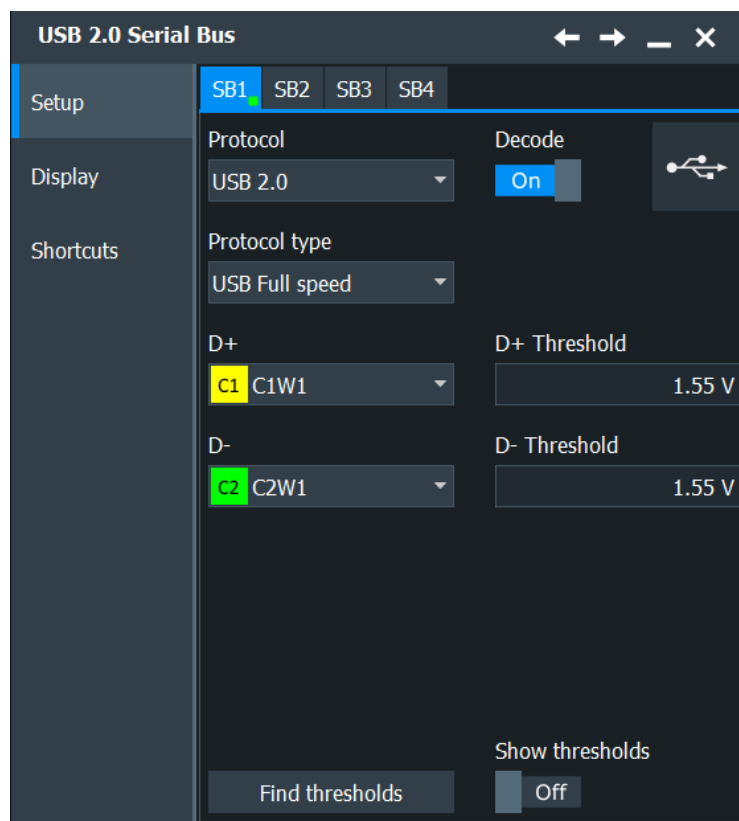 USB 2.0 Serial Bus
Setup
Display
Shortcuts
SB1 SB2 SB3 SB4
Protocol Decode
USB 2.0 On
Protocol type
USB Full speed
D+ D+ Threshold
C1 C1W1 1.55 V
D- D- Threshold
C2 C2W1 1.55 V
Show thresholds
Find thresholds Off